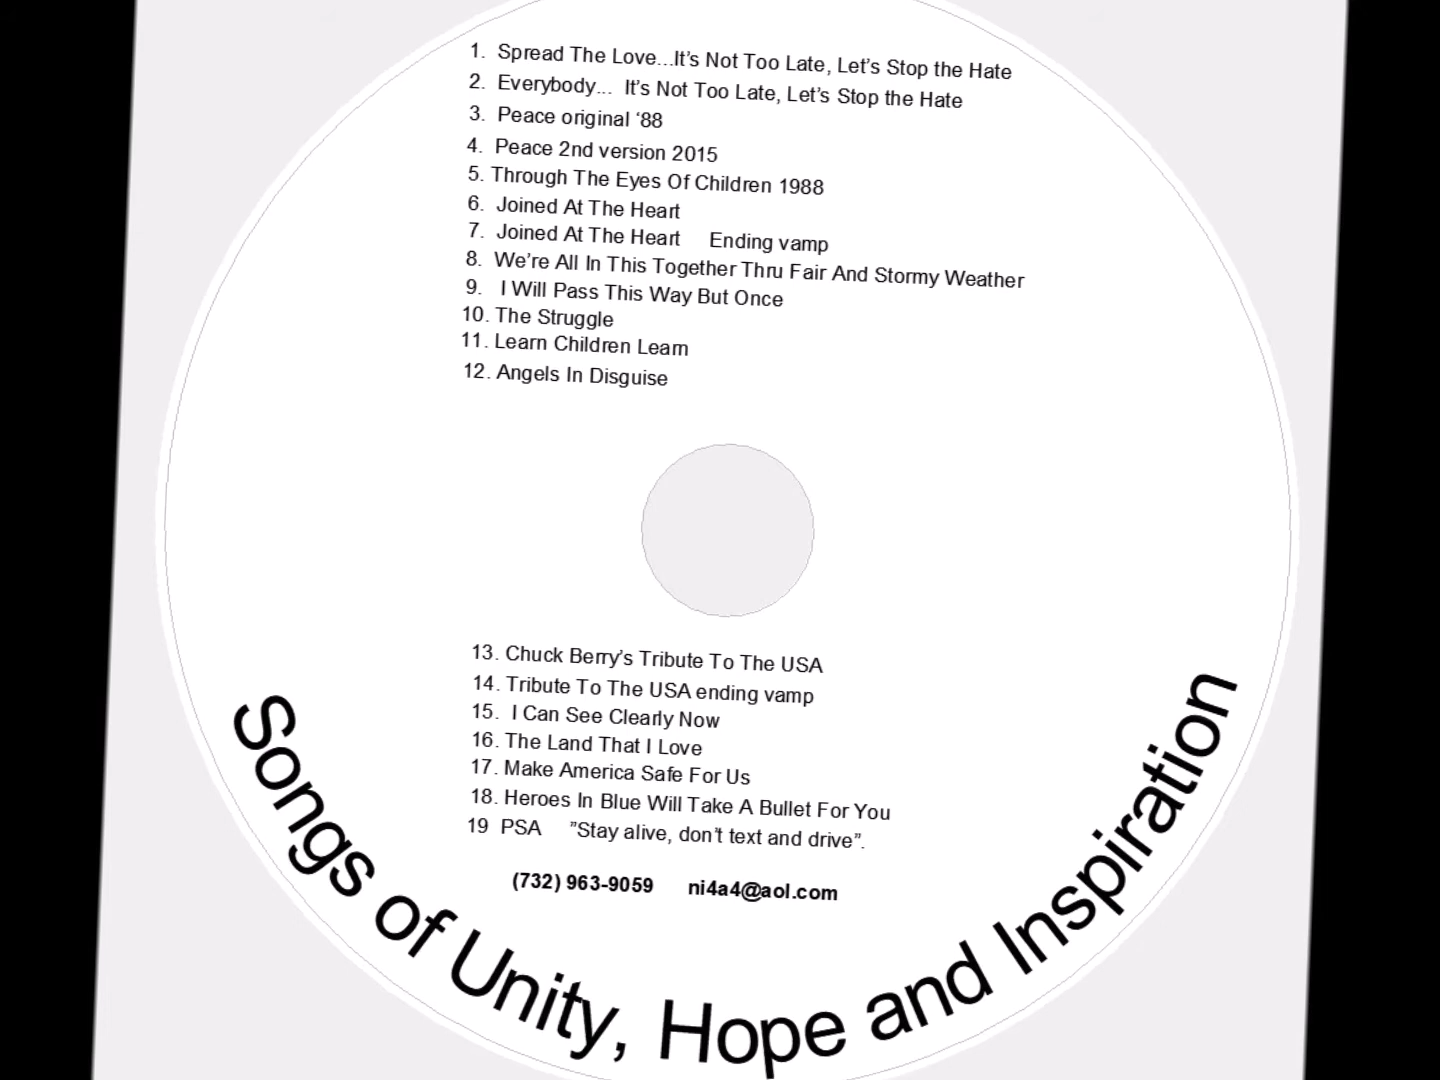 1. Spread The Love...It's Not Too Late, Let's Stop the Hate
2. Everybody... It's Not Too Late, Let's Stop the Hate
3. Peace original ‘88
4. Peace 2nd version 2015
5. Through The Eyes Of Children 1988
6. Joined At The Heart
7. Joined At The Heart Ending vamp
8. We’re All In This Together Thru Fair And Stormy Weather
9. I Will Pass This Way But Once
10. The Struggle
11. Learn Children Learn
12. Angels In Disguise
13. Chuck Berry’s Tribute To The USA
14. Tribute To The USA ending vamp
15. I Can See Clearly Now
16. The Land That I Love
17. Make America Safe For Us
18. Heroes In Blue Will Take A Bullet For You
19 PSA ”Stay alive, don’t text and drive”.
(732) 963-9059 ni4a4@aol.com
Songs of Unity, Hope and Inspiration